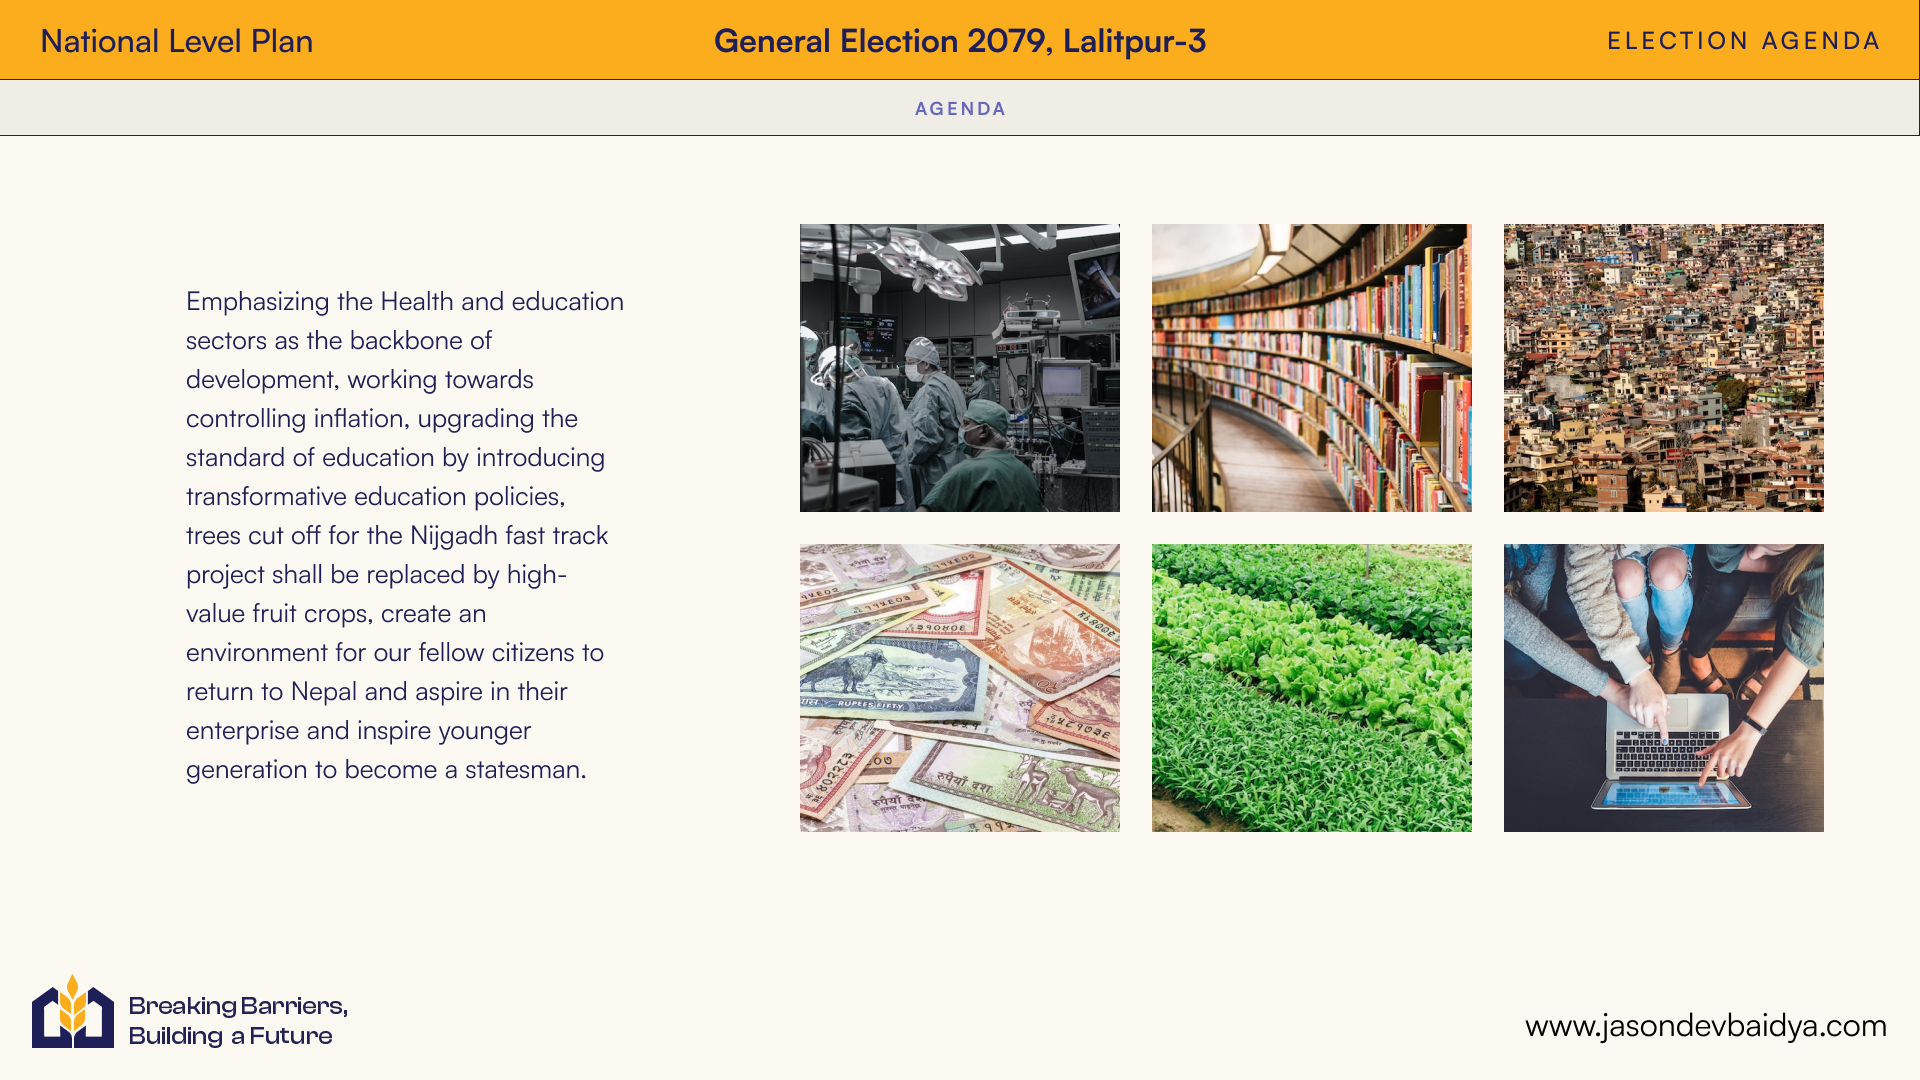 National Level Plan
General Election 2079, Lalitpur-3
ELECTION AGENDA
AGENDA
Emphasizing the Health and education
sectors as the backbone of
development, working towards
controlling inflation, upgrading the
standard of education by introducing
transformative education policies,
trees cut off for the Nijgadh fast track
project shall be replaced by high-
value fruit crops, create an
environment for our fellow citizens to
return to Nepal and aspire in their
enterprise and inspire younger
generation to become a statesman.
RUPEES FIFTY
रुपैयाँ दश
Breaking Barriers,
Building a Future
www.jasondevbaidya.com